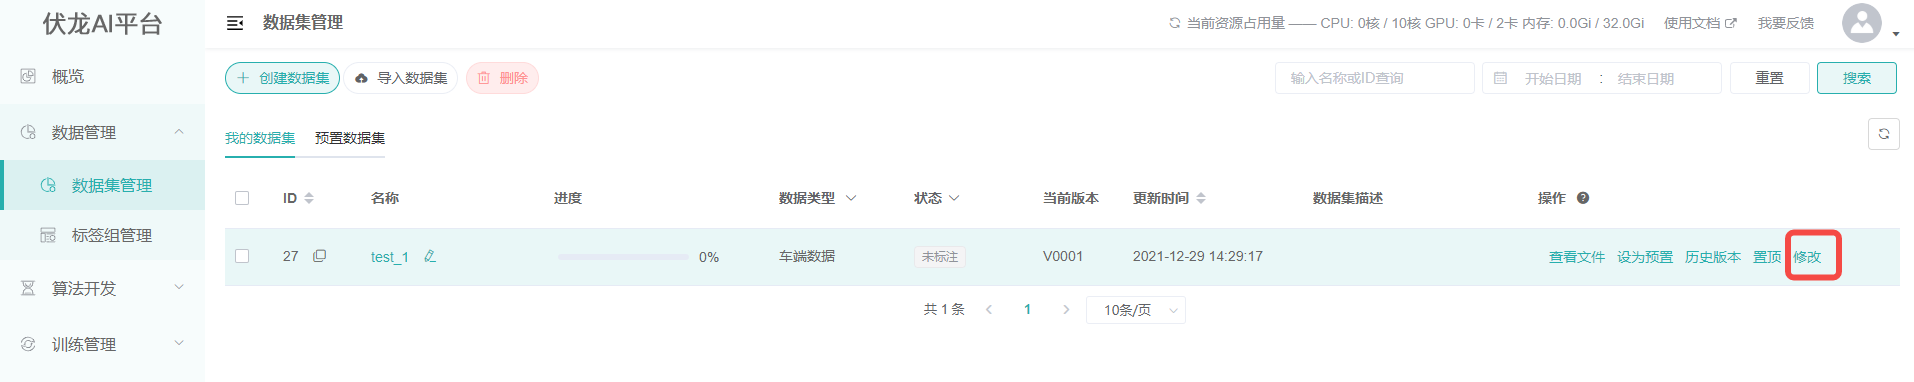 伏龙AI平台
数据集管理
当前资源占用量 —— CPU: 0核 / 10核 GPU: 0卡 / 2卡 内存: 0.0Gi / 32.0Gi 使用文档 我要反馈
概览
数据管理
数据集管理
标签组管理
算法开发
训练管理
创建数据集 导入数据集 删除 输入名称或ID查询 开始日期 : 结束日期 重置 搜索
我的数据集 预置数据集
ID 名称 进度 数据类型 状态 当前版本 更新时间 数据集描述 操作
27 test_1 0% 车端数据 未标注 V0001 2021-12-29 14:29:17 查看文件 设为预置 历史版本 置顶 修改
共 1 条 1 10条/页